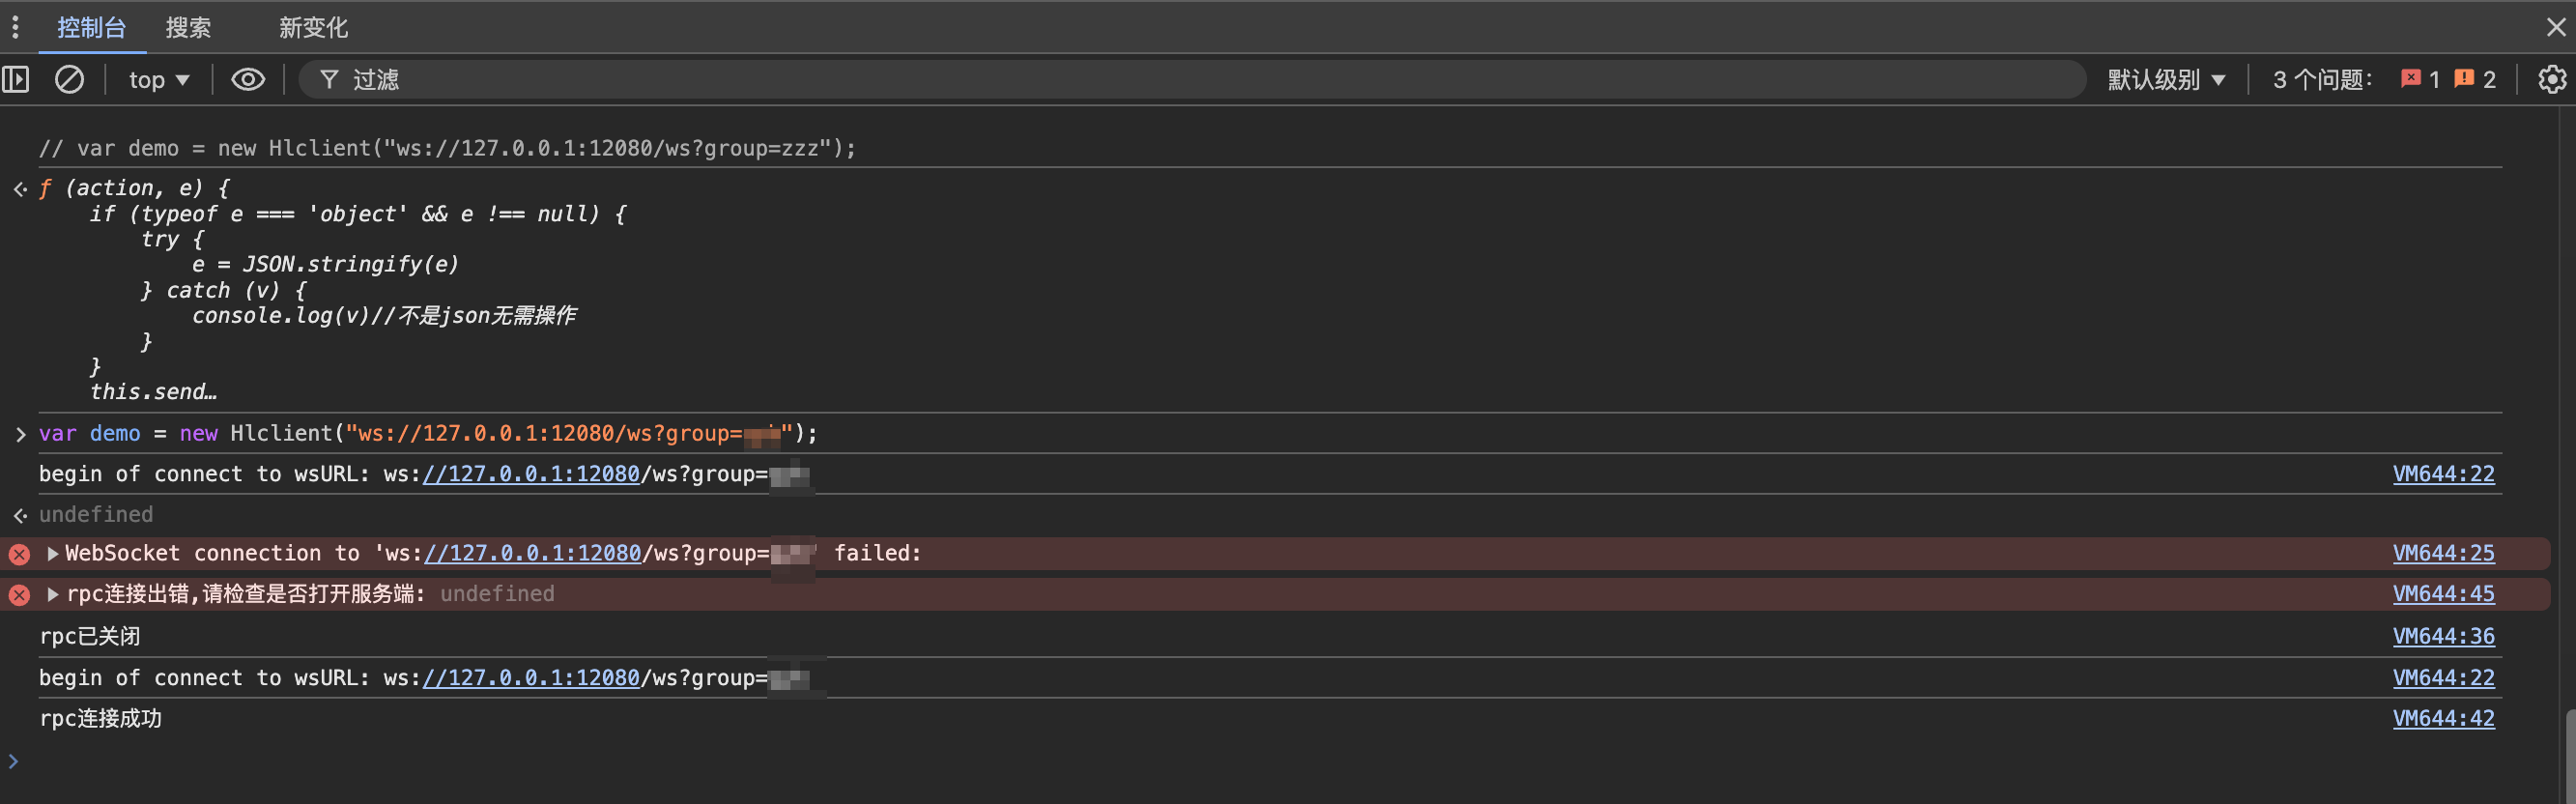 控制台 搜索 新变化
top 过滤 默认级别 3 个问题： 1 2
// var demo = new Hlclient("ws://127.0.0.1:12080/ws?group=zzz");
f (action, e) {
if (typeof e === 'object' && e !== null) {
try {
e = JSON.stringify(e)
} catch (v) {
console.log(v)//不是json无需操作
}
}
this.send…
var demo = new Hlclient("ws://127.0.0.1:12080/ws?group=");
begin of connect to wsURL: ws://127.0.0.1:12080/ws?group= VM644:22
undefined
WebSocket connection to 'ws://127.0.0.1:12080/ws?group=' failed: VM644:25
rpc连接出错,请检查是否打开服务端: undefined VM644:45
rpc已关闭 VM644:36
begin of connect to wsURL: ws://127.0.0.1:12080/ws?group= VM644:22
rpc连接成功 VM644:42